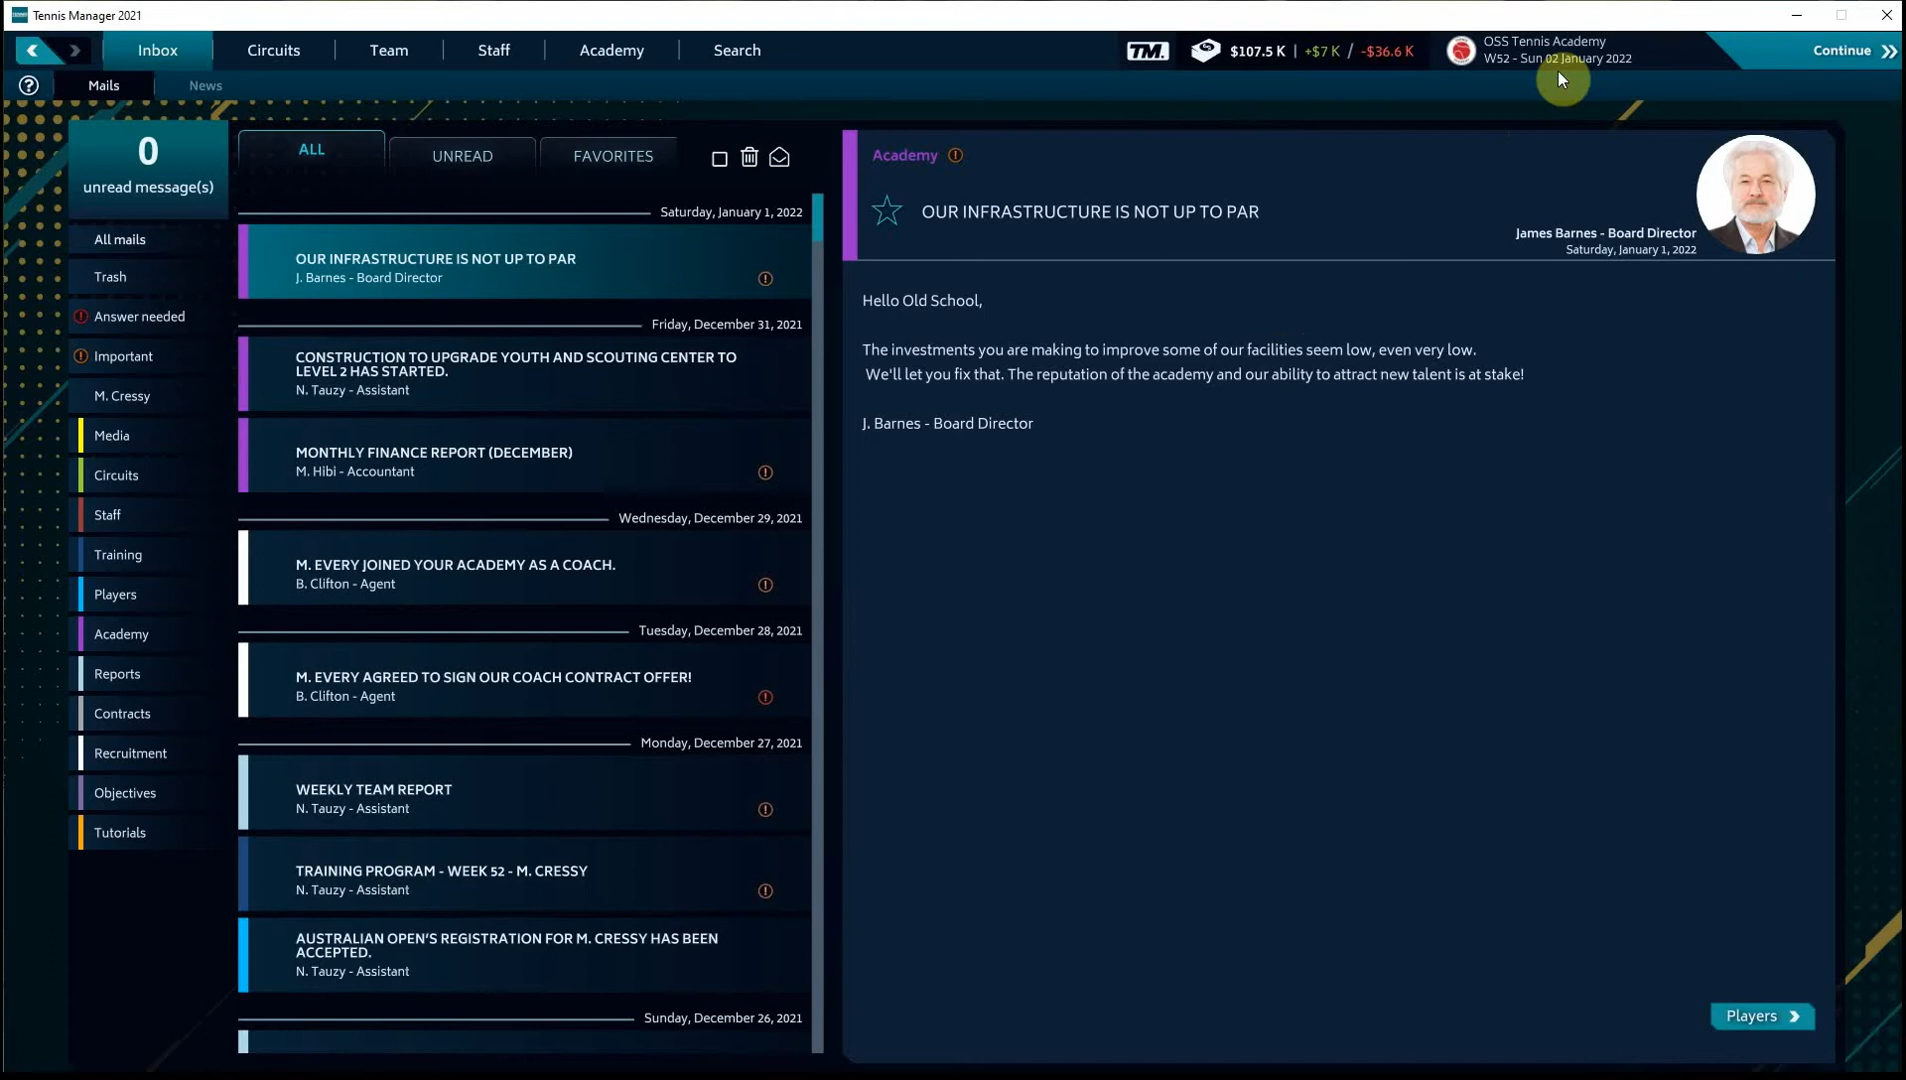 Tennis Manager 2021
Inbox
Circuits
Team
Staff
Academy
Search
TM.
$107.5 K | +$7 K / -$36.6 K
OSS Tennis Academy
W52 - Sun 02 January 2022
Continue
Mails
News
0
unread message(s)
All mails
Trash
Answer needed
Important
M. Cressy
Media
Circuits
Staff
Training
Players
Academy
Reports
Contracts
Recruitment
Objectives
Tutorials
ALL
UNREAD
FAVORITES
Saturday, January 1, 2022
OUR INFRASTRUCTURE IS NOT UP TO PAR
J. Barnes - Board Director
Friday, December 31, 2021
CONSTRUCTION TO UPGRADE YOUTH AND SCOUTING CENTER TO
LEVEL 2 HAS STARTED.
N. Tauzy - Assistant
MONTHLY FINANCE REPORT (DECEMBER)
M. Hibi - Accountant
Wednesday, December 29, 2021
M. EVERY JOINED YOUR ACADEMY AS A COACH.
B. Clifton - Agent
Tuesday, December 28, 2021
M. EVERY AGREED TO SIGN OUR COACH CONTRACT OFFER!
B. Clifton - Agent
Monday, December 27, 2021
WEEKLY TEAM REPORT
N. Tauzy - Assistant
TRAINING PROGRAM - WEEK 52 - M. CRESSY
N. Tauzy - Assistant
AUSTRALIAN OPEN'S REGISTRATION FOR M. CRESSY HAS BEEN
ACCEPTED.
N. Tauzy - Assistant
Sunday, December 26, 2021
Academy
OUR INFRASTRUCTURE IS NOT UP TO PAR
James Barnes - Board Director
Saturday, January 1, 2022
Hello Old School,
The investments you are making to improve some of our facilities seem low, even very low.
We'll let you fix that. The reputation of the academy and our ability to attract new talent is at stake!
J. Barnes - Board Director
Players